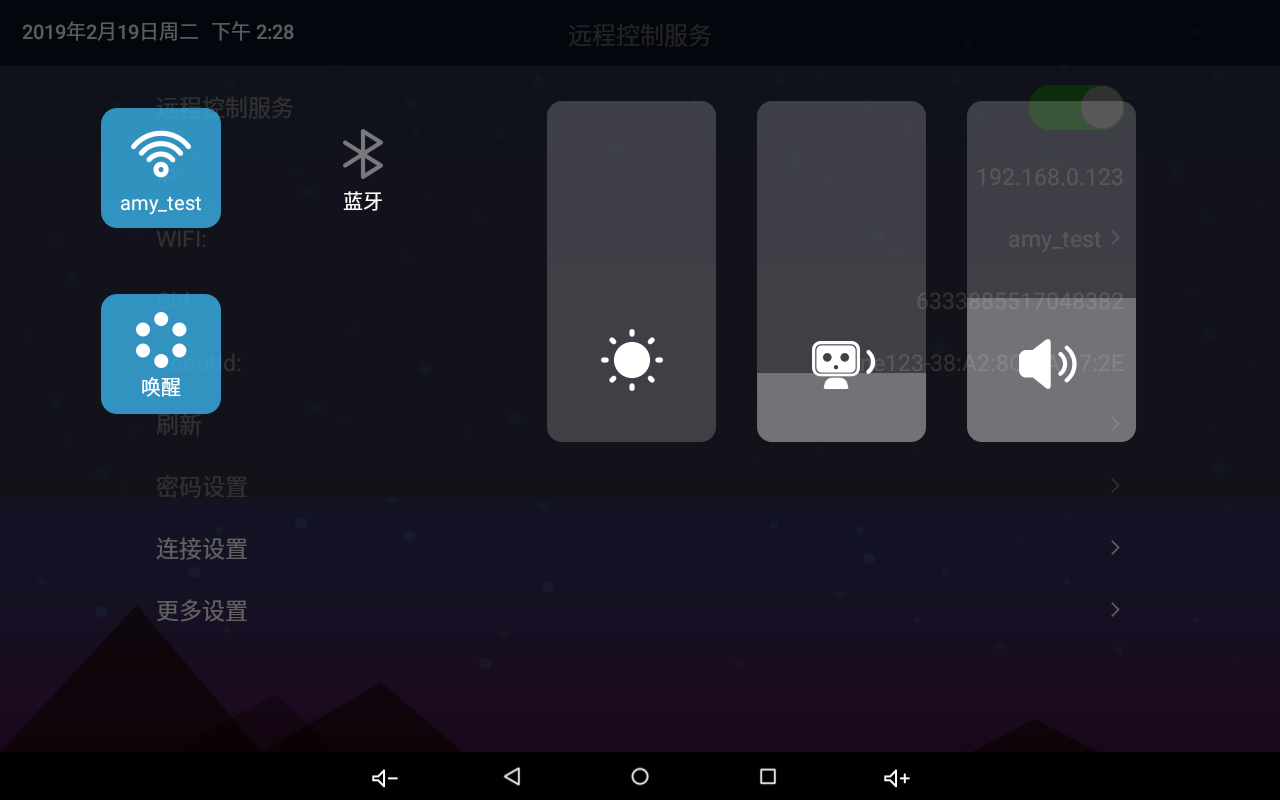 2019年2月19日周二 下午 2:28
远程控制服务
远程控制服务
amy_test
蓝牙
IP:
192.168.0.123
WIFI:
amy_test
Cid:
6333885517048382
唤醒
刷新
密码设置
连接设置
更多设置